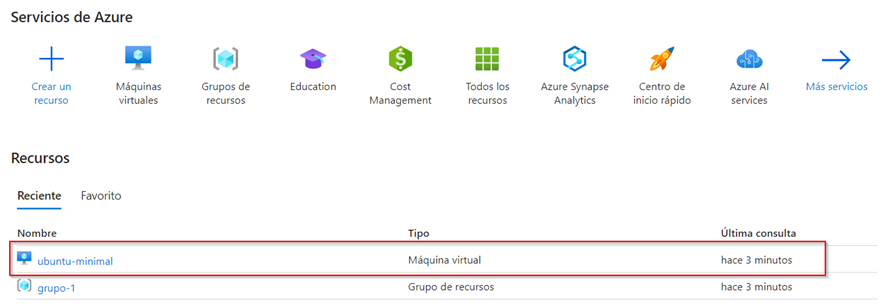 Servicios de Azure
Crear un recurso
Máquinas virtuales
Grupos de recursos
Education
Cost Management
Todos los recursos
Azure Synapse Analytics
Centro de inicio rápido
Azure AI services
Más servicios
Recursos
Reciente Favorito
Nombre Tipo Última consulta
ubuntu-minimal Máquina virtual hace 3 minutos
grupo-1 Grupo de recursos hace 3 minutos